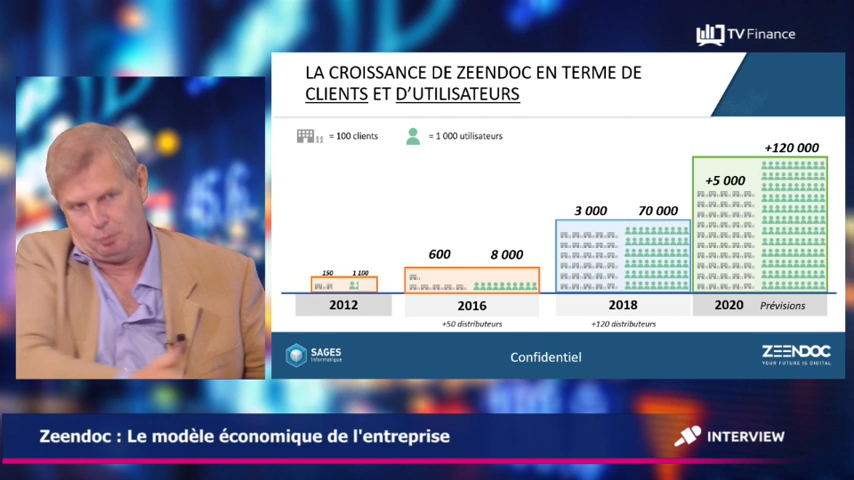 TV Finance
LA CROISSANCE DE ZEENDOC EN TERME DE
CLIENTS ET D’UTILISATEURS
= 100 clients
= 1 000 utilisateurs
150
1 100
600
8 000
3 000
70 000
+5 000
+120 000
2012
2016
2018
2020
Prévisions
+50 distributeurs
+120 distributeurs
SAGES
Informatique
Confidentiel
ZEENDOC
YOUR FUTURE IS DIGITAL
Zeendoc : Le modèle économique de l'entreprise
INTERVIEW